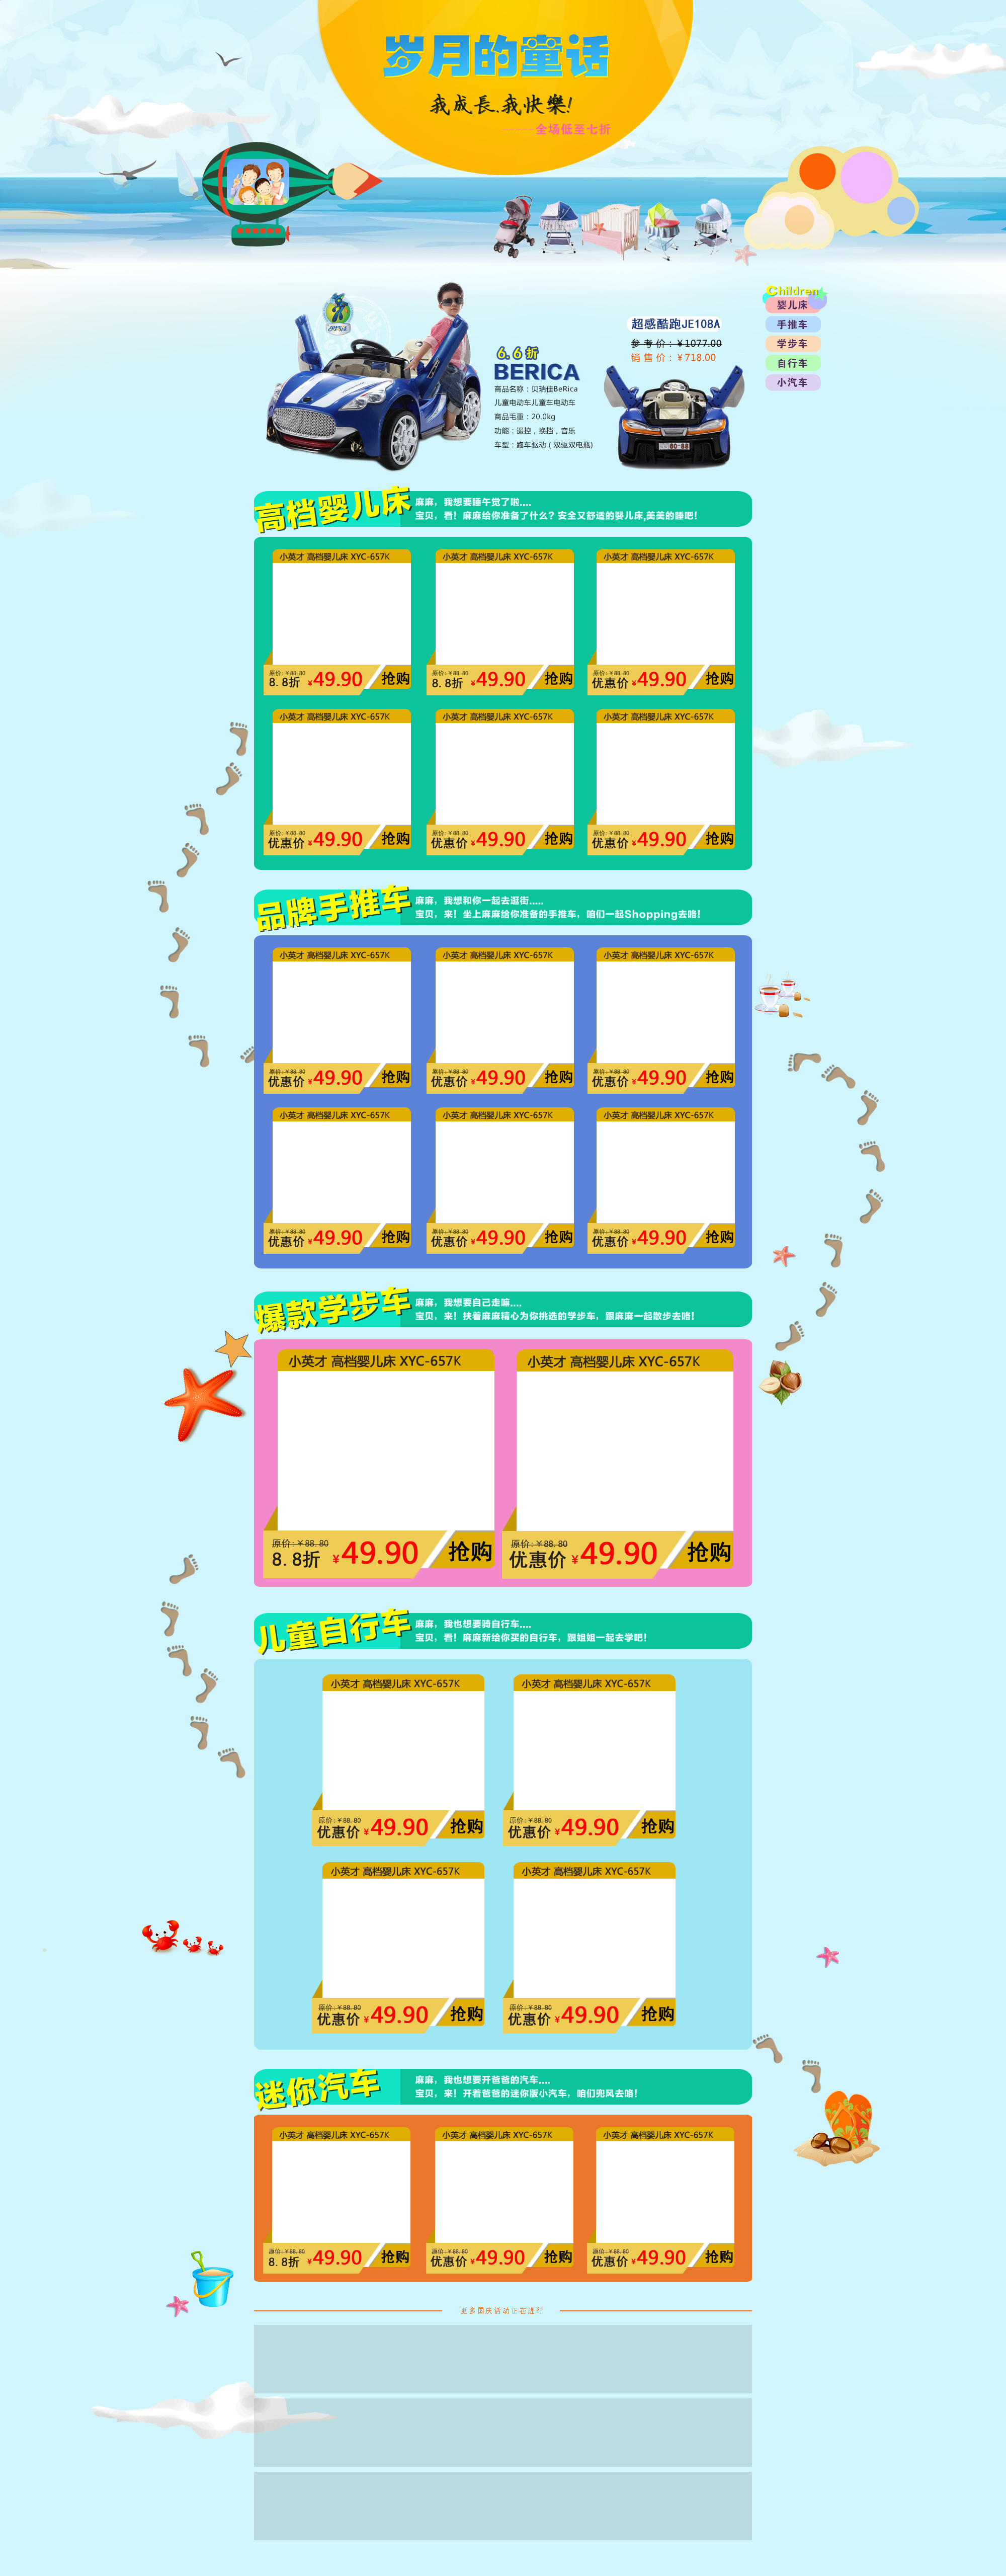 岁月的童话
我成長.我快樂!
全场低至七折
Children
婴儿床
手推车
学步车
自行车
小汽车
6.6折
BERICA
商品名称：贝瑞佳BeRica
儿童电动车儿童车电动车
商品毛重：20.0kg
功能：遥控，换挡，音乐
车型：跑车驱动（双驱双电瓶）
超感酷跑JE108A
参 考 价：￥1077.00
销 售 价：￥718.00
高档婴儿床
麻麻，我想要睡午觉了啦....
宝贝，看！麻麻给你准备了什么？安全又舒适的婴儿床,美美的睡吧！
小英才 高档婴儿床 XYC-657K
原价:￥88.80
8.8折 ￥49.90 抢购
小英才 高档婴儿床 XYC-657K
原价:￥88.80
8.8折 ￥49.90 抢购
小英才 高档婴儿床 XYC-657K
原价:￥88.80
优惠价 ￥49.90 抢购
小英才 高档婴儿床 XYC-657K
原价:￥88.80
优惠价 ￥49.90 抢购
小英才 高档婴儿床 XYC-657K
原价:￥88.80
优惠价 ￥49.90 抢购
小英才 高档婴儿床 XYC-657K
原价:￥88.80
优惠价 ￥49.90 抢购
品牌手推车
麻麻，我想和你一起去逛街.....
宝贝，来！坐上麻麻给你准备的手推车，咱们一起Shopping去咯！
小英才 高档婴儿床 XYC-657K
原价:￥88.80
优惠价 ￥49.90 抢购
小英才 高档婴儿床 XYC-657K
原价:￥88.80
优惠价 ￥49.90 抢购
小英才 高档婴儿床 XYC-657K
原价:￥88.80
优惠价 ￥49.90 抢购
小英才 高档婴儿床 XYC-657K
原价:￥88.80
优惠价 ￥49.90 抢购
小英才 高档婴儿床 XYC-657K
原价:￥88.80
优惠价 ￥49.90 抢购
小英才 高档婴儿床 XYC-657K
原价:￥88.80
优惠价 ￥49.90 抢购
爆款学步车
麻麻，我想要自己走嘛....
宝贝，来！扶着麻麻精心为你挑选的学步车，跟麻麻一起散步去咯！
小英才 高档婴儿床 XYC-657K
原价:￥88.80
8.8折 ￥49.90 抢购
小英才 高档婴儿床 XYC-657K
原价:￥88.80
优惠价 ￥49.90 抢购
儿童自行车
麻麻，我也想要骑自行车....
宝贝，看！麻麻新给你买的自行车，跟姐姐一起去学吧！
小英才 高档婴儿床 XYC-657K
原价:￥88.80
优惠价 ￥49.90 抢购
小英才 高档婴儿床 XYC-657K
原价:￥88.80
优惠价 ￥49.90 抢购
小英才 高档婴儿床 XYC-657K
原价:￥88.80
优惠价 ￥49.90 抢购
小英才 高档婴儿床 XYC-657K
原价:￥88.80
优惠价 ￥49.90 抢购
迷你汽车
麻麻，我也想要开爸爸的汽车....
宝贝，来！开着爸爸的迷你版小汽车，咱们兜风去咯！
小英才 高档婴儿床 XYC-657K
原价:￥88.80
8.8折 ￥49.90 抢购
小英才 高档婴儿床 XYC-657K
原价:￥88.80
优惠价 ￥49.90 抢购
小英才 高档婴儿床 XYC-657K
原价:￥88.80
优惠价 ￥49.90 抢购
更多国庆活动正在进行